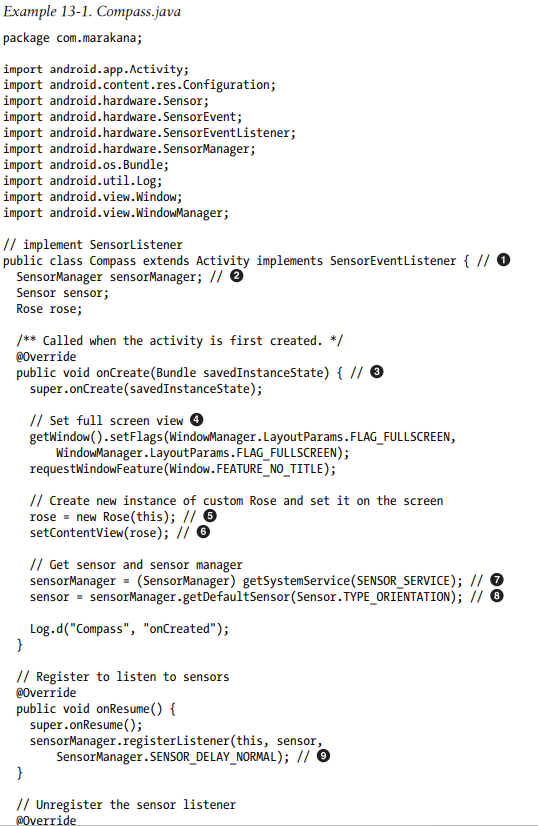 Example 13-1. Compass.java
package com.marakana;
import android.app.Activity;
import android.content.res.Configuration;
import android.hardware.Sensor;
import android.hardware.SensorEvent;
import android.hardware.SensorEventListener;
import android.hardware.SensorManager;
import android.os.Bundle;
import android.util.Log;
import android.view.Window;
import android.view.WindowManager;
// implement SensorListener
public class Compass extends Activity implements SensorEventListener { // ❶
  SensorManager sensorManager; // ❷
  Sensor sensor;
  Rose rose;
  /** Called when the activity is first created. */
  @Override
  public void onCreate(Bundle savedInstanceState) { // ❸
    super.onCreate(savedInstanceState);
    // Set full screen view ❹
    getWindow().setFlags(WindowManager.LayoutParams.FLAG_FULLSCREEN,
        WindowManager.LayoutParams.FLAG_FULLSCREEN);
    requestWindowFeature(Window.FEATURE_NO_TITLE);
    // Create new instance of custom Rose and set it on the screen
    rose = new Rose(this); // ❺
    setContentView(rose); // ❻
    // Get sensor and sensor manager
    sensorManager = (SensorManager) getSystemService(SENSOR_SERVICE); // ❼
    sensor = sensorManager.getDefaultSensor(Sensor.TYPE_ORIENTATION); // ❽
    Log.d("Compass", "onCreated");
  }
  // Register to listen to sensors
  @Override
  public void onResume() {
    super.onResume();
    sensorManager.registerListener(this, sensor,
        SensorManager.SENSOR_DELAY_NORMAL); // ❾
  }
  // Unregister the sensor listener
  @Override